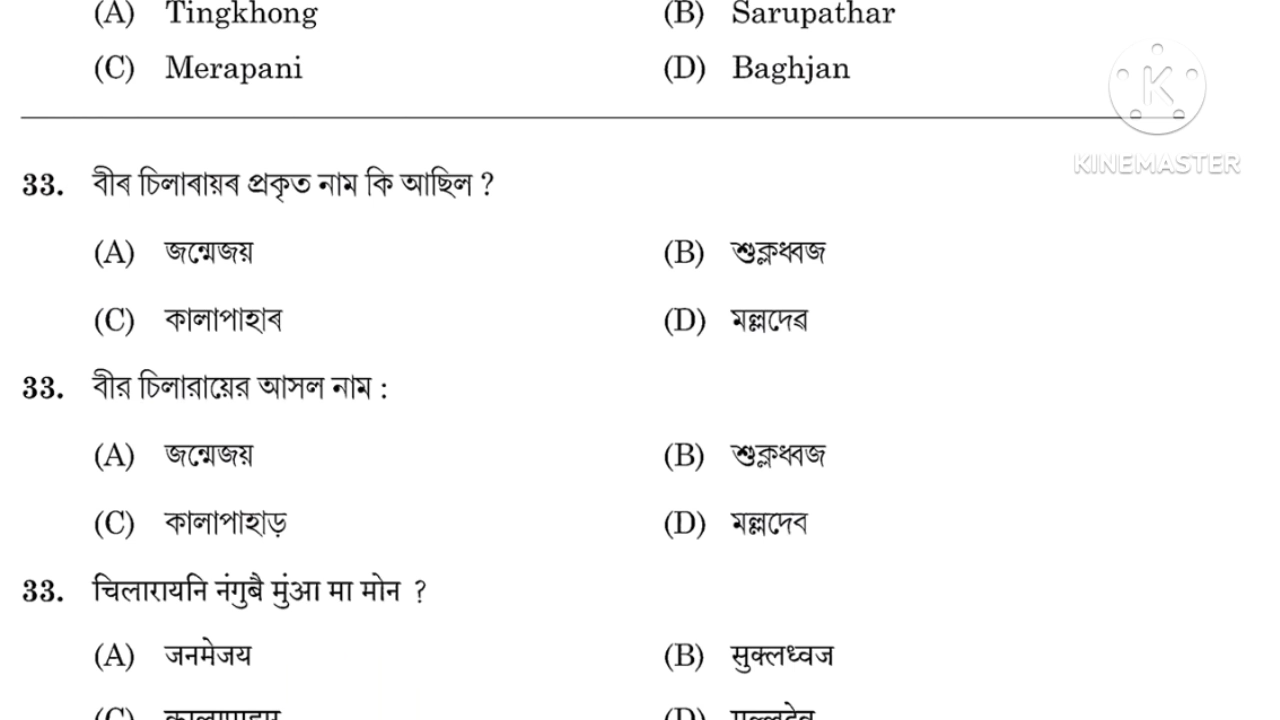 (A) Tingkhong (B) Sarupathar
(C) Merapani (D) Baghjan
KINEMASTER
33. বীৰ চিলাৰায়ৰ প্ৰকৃত নাম কি আছিল ?
(A) জন্মেজয় (B) শুক্লধ্বজ
(C) কালাপাহাৰ (D) মল্লদেৱ
33. বীর চিলারায়ের আসল নাম :
(A) জন্মেজয় (B) শুক্লধ্বজ
(C) কালাপাহাড় (D) মল্লদেব
33. चिलारायनि नंगुबै मुंआ मा मोन ?
(A) जनमेजय (B) सुक्लध्वज
(C) (D)